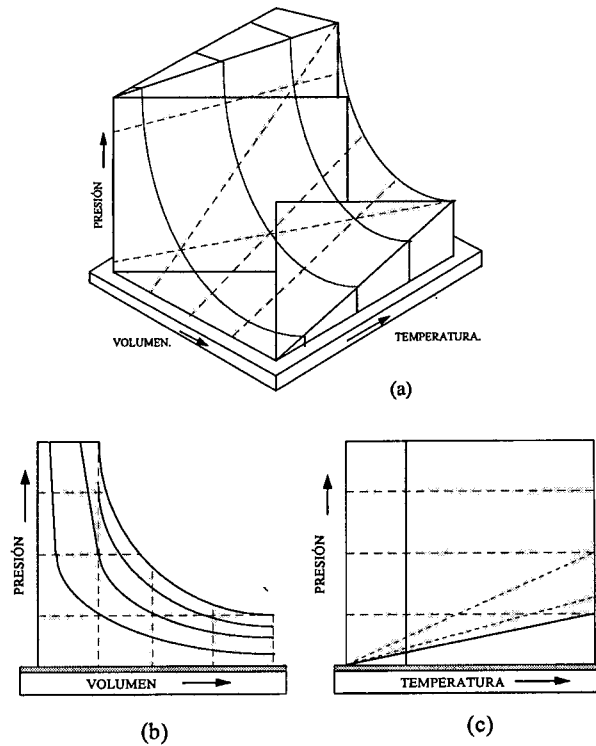 PRESIÓN
VOLUMEN.
TEMPERATURA.
(a)
PRESIÓN
VOLUMEN
(b)
PRESIÓN
TEMPERATURA
(c)